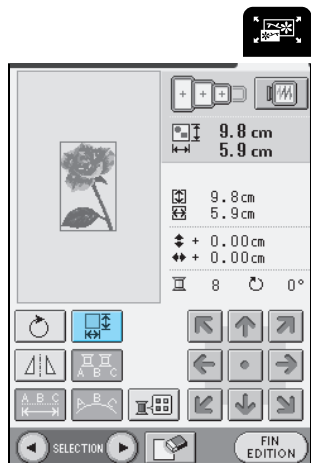 9.8 cm
5.9 cm
9.8cm
5.9cm
+ 0.00cm
+ 0.00cm
8 0°
A B C
A B C
A B C
SELECTION
FIN
EDITION